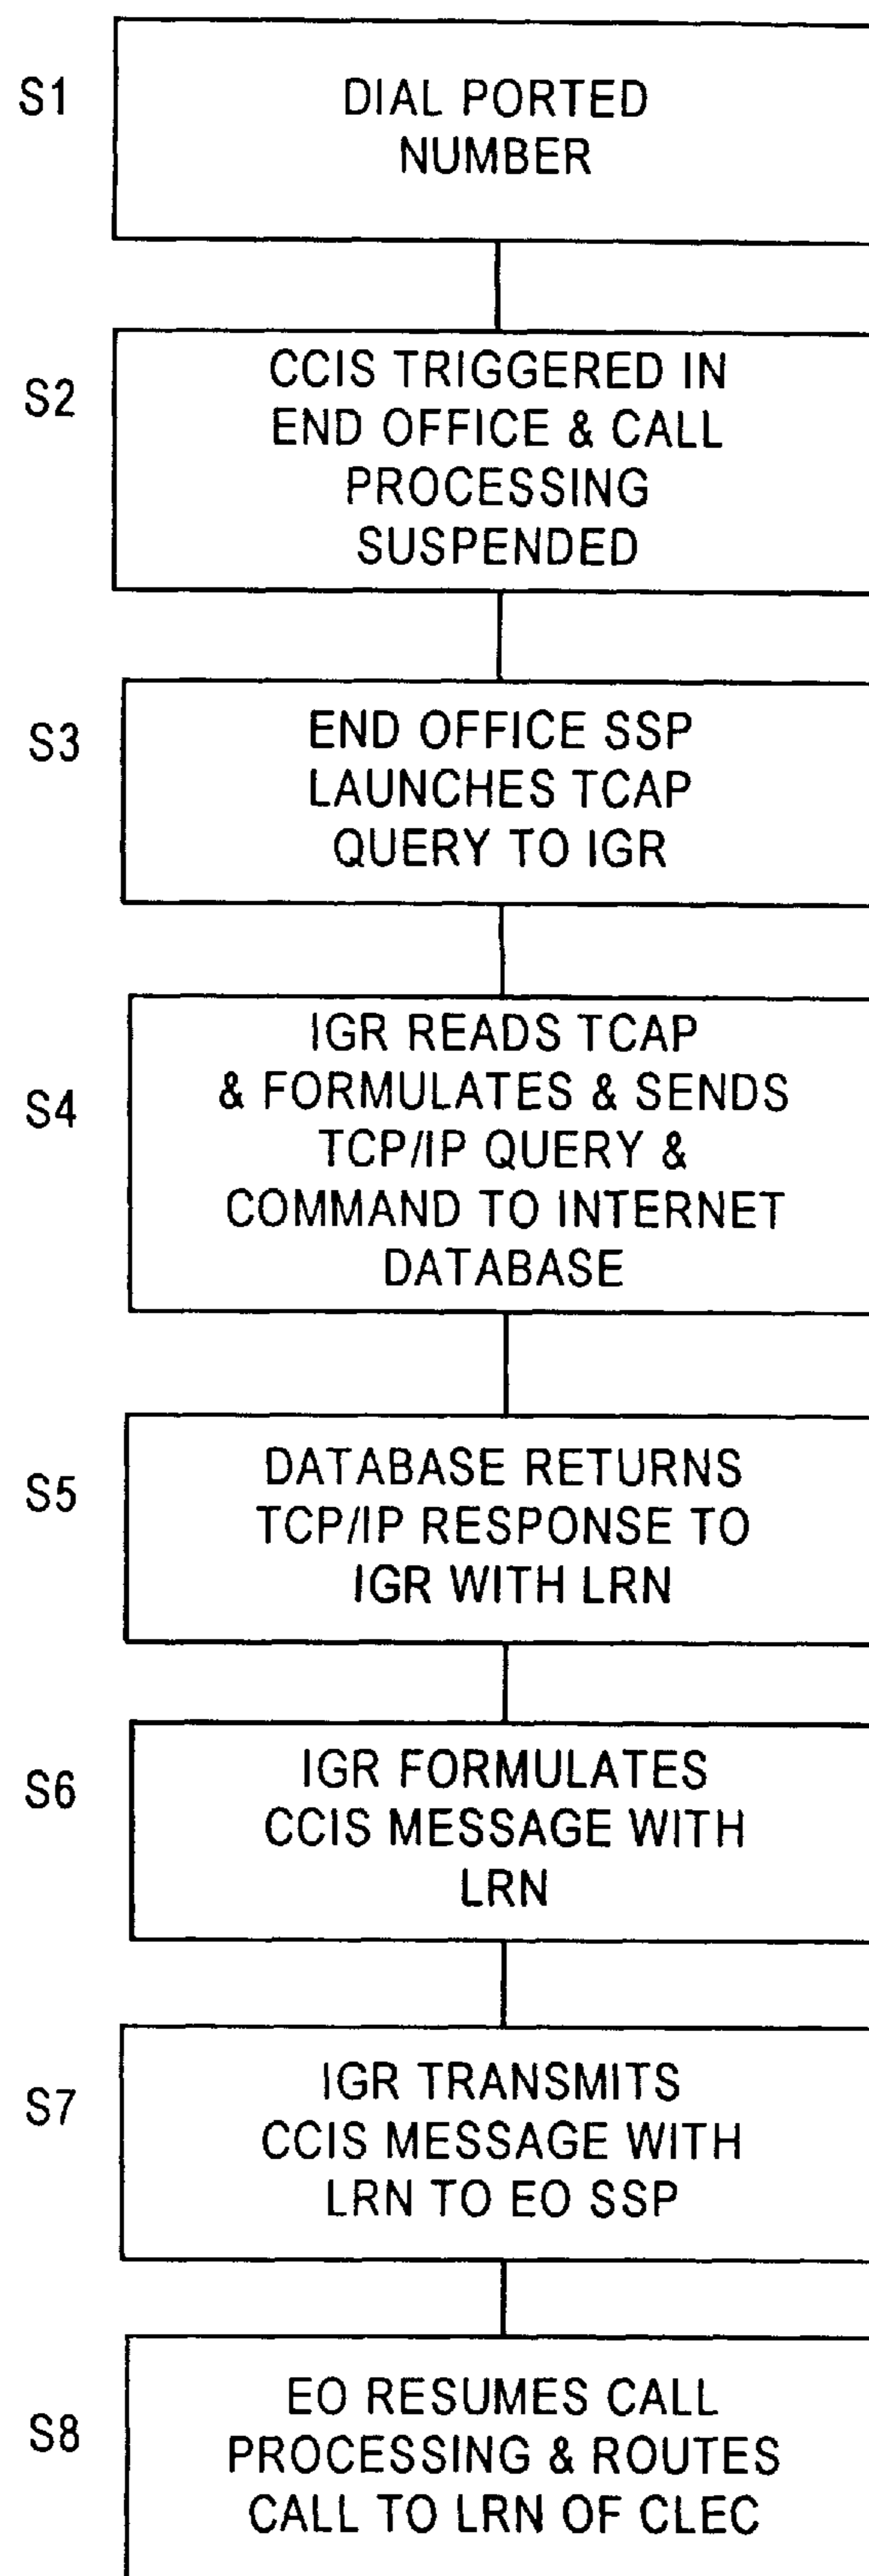 S1
DIAL PORTED
NUMBER
S2
CCIS TRIGGERED IN
END OFFICE & CALL
PROCESSING
SUSPENDED
S3
END OFFICE SSP
LAUNCHES TCAP
QUERY TO IGR
S4
IGR READS TCAP
& FORMULATES & SENDS
TCP/IP QUERY &
COMMAND TO INTERNET
DATABASE
S5
DATABASE RETURNS
TCP/IP RESPONSE TO
IGR WITH LRN
S6
IGR FORMULATES
CCIS MESSAGE WITH
LRN
S7
IGR TRANSMITS
CCIS MESSAGE WITH
LRN TO EO SSP
S8
EO RESUMES CALL
PROCESSING & ROUTES
CALL TO LRN OF CLEC